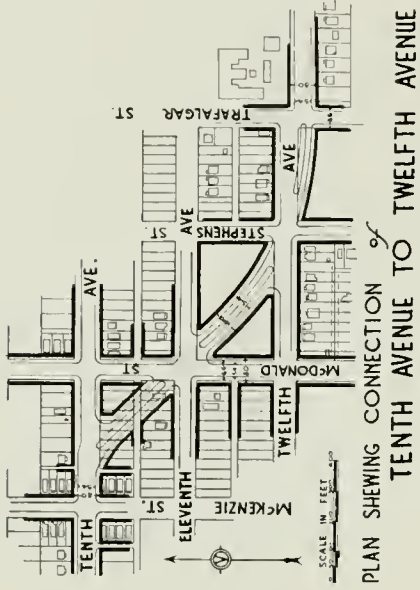 TENTH
AVE.
ELEVENTH
AVE
TWELFTH
AVE
McKENZIE
ST.
McDONALD
ST
STEPHENS
ST.
TRAFALGAR
ST.
SCALE IN FEET
PLAN SHEWING CONNECTION of
TENTH AVENUE TO TWELFTH AVENUE